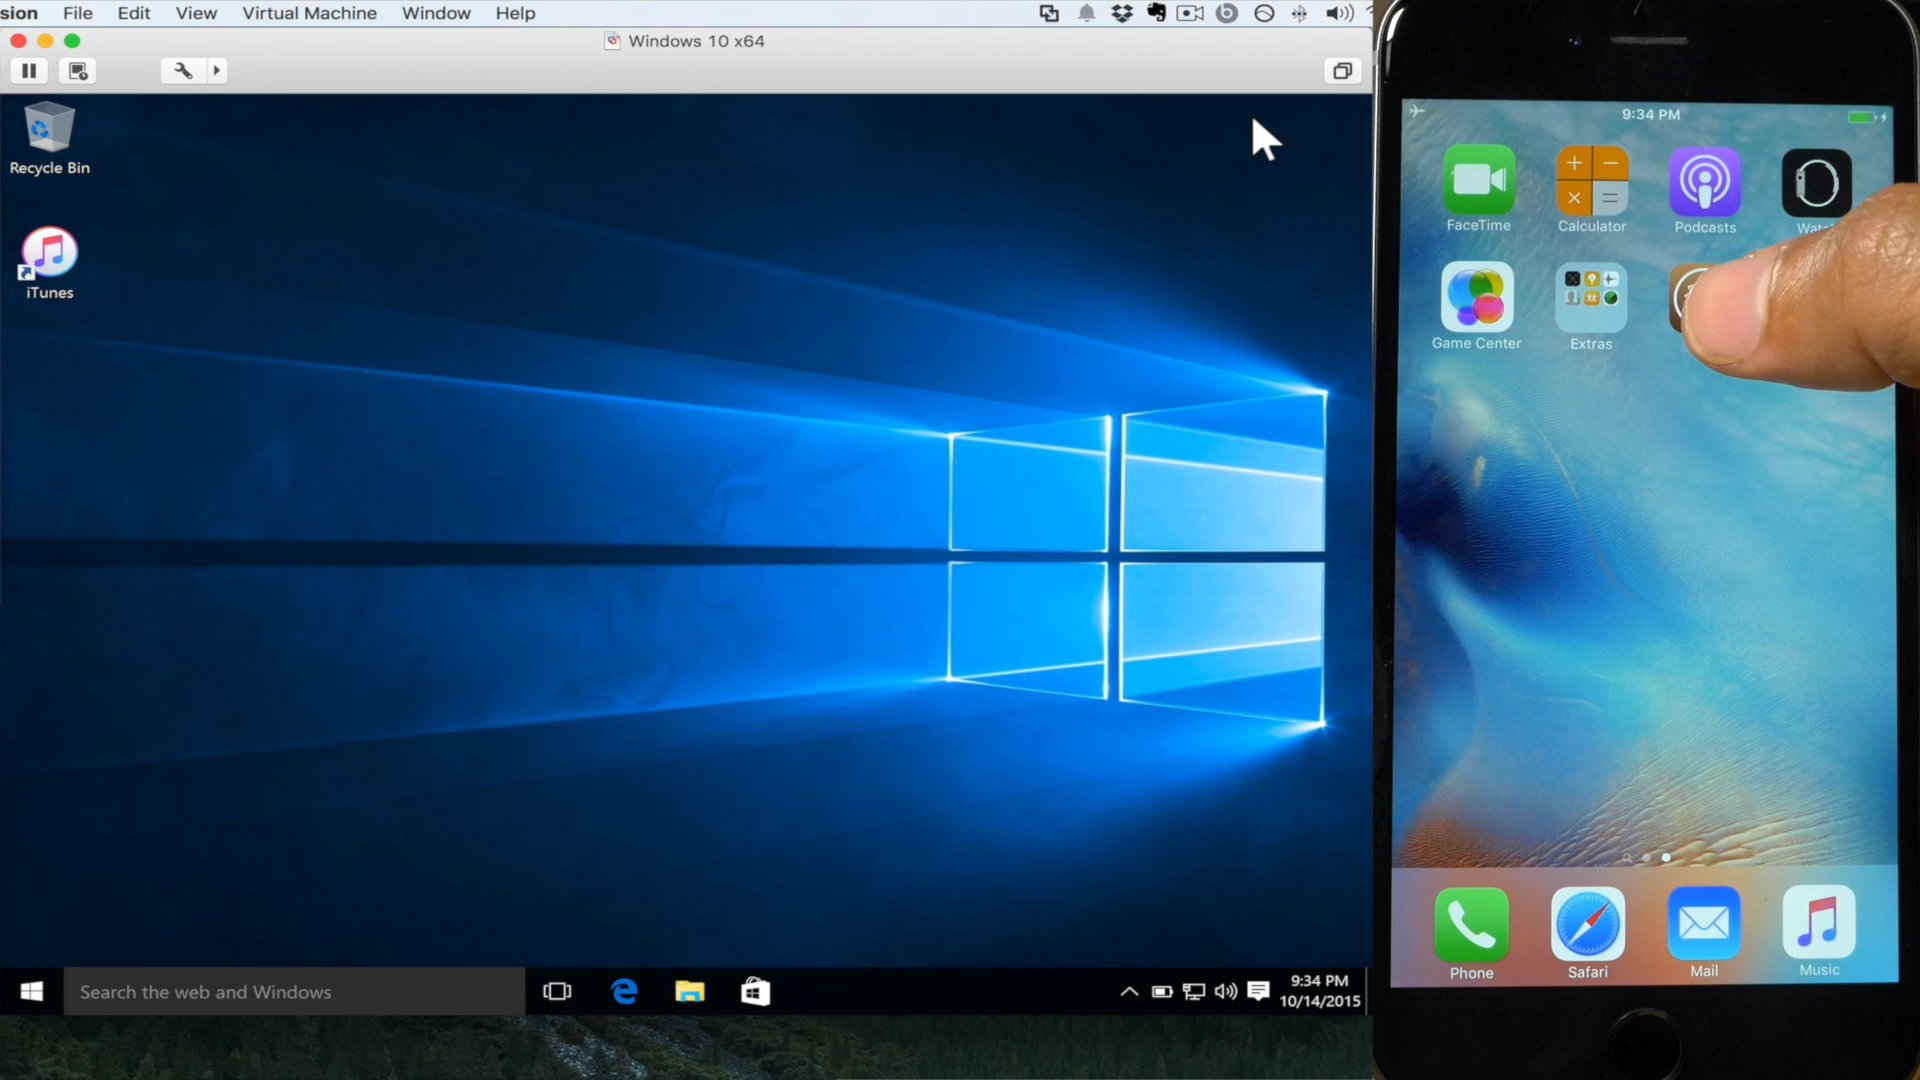 sion File Edit View Virtual Machine Window Help
Windows 10 x64
Recycle Bin
iTunes
Search the web and Windows
9:34 PM
10/14/2015
9:34 PM
FaceTime Calculator Podcasts
Game Center Extras
Phone Safari Mail Music